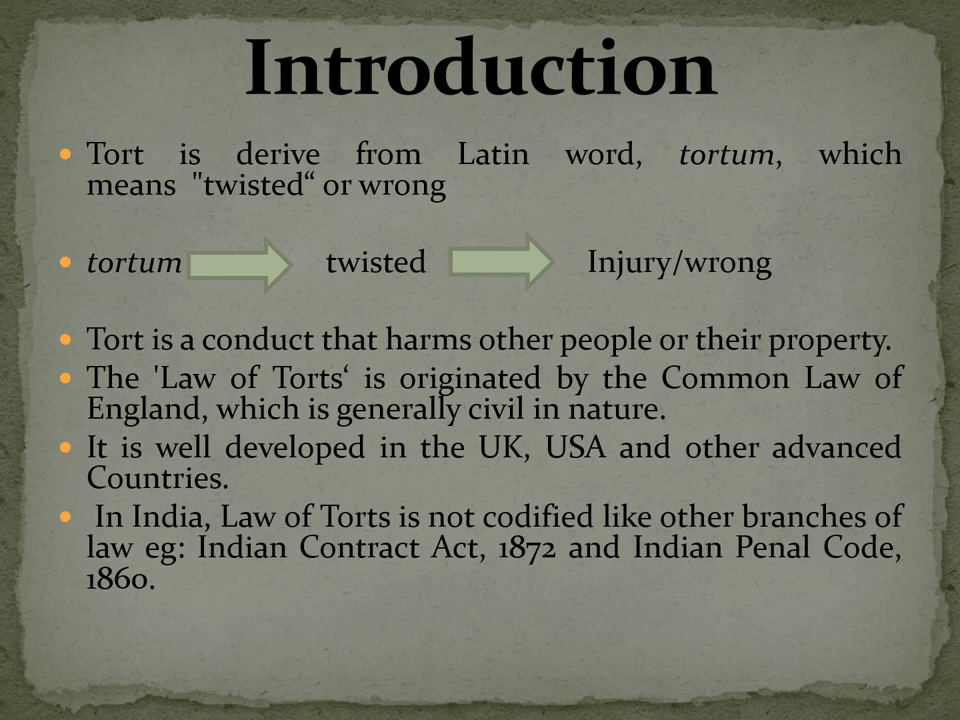 Introduction
• Tort is derive from Latin word, tortum, which
means "twisted“ or wrong
• tortum twisted Injury/wrong
• Tort is a conduct that harms other people or their property.
• The 'Law of Torts‘ is originated by the Common Law of
England, which is generally civil in nature.
• It is well developed in the UK, USA and other advanced
Countries.
• In India, Law of Torts is not codified like other branches of
law eg: Indian Contract Act, 1872 and Indian Penal Code,
1860.